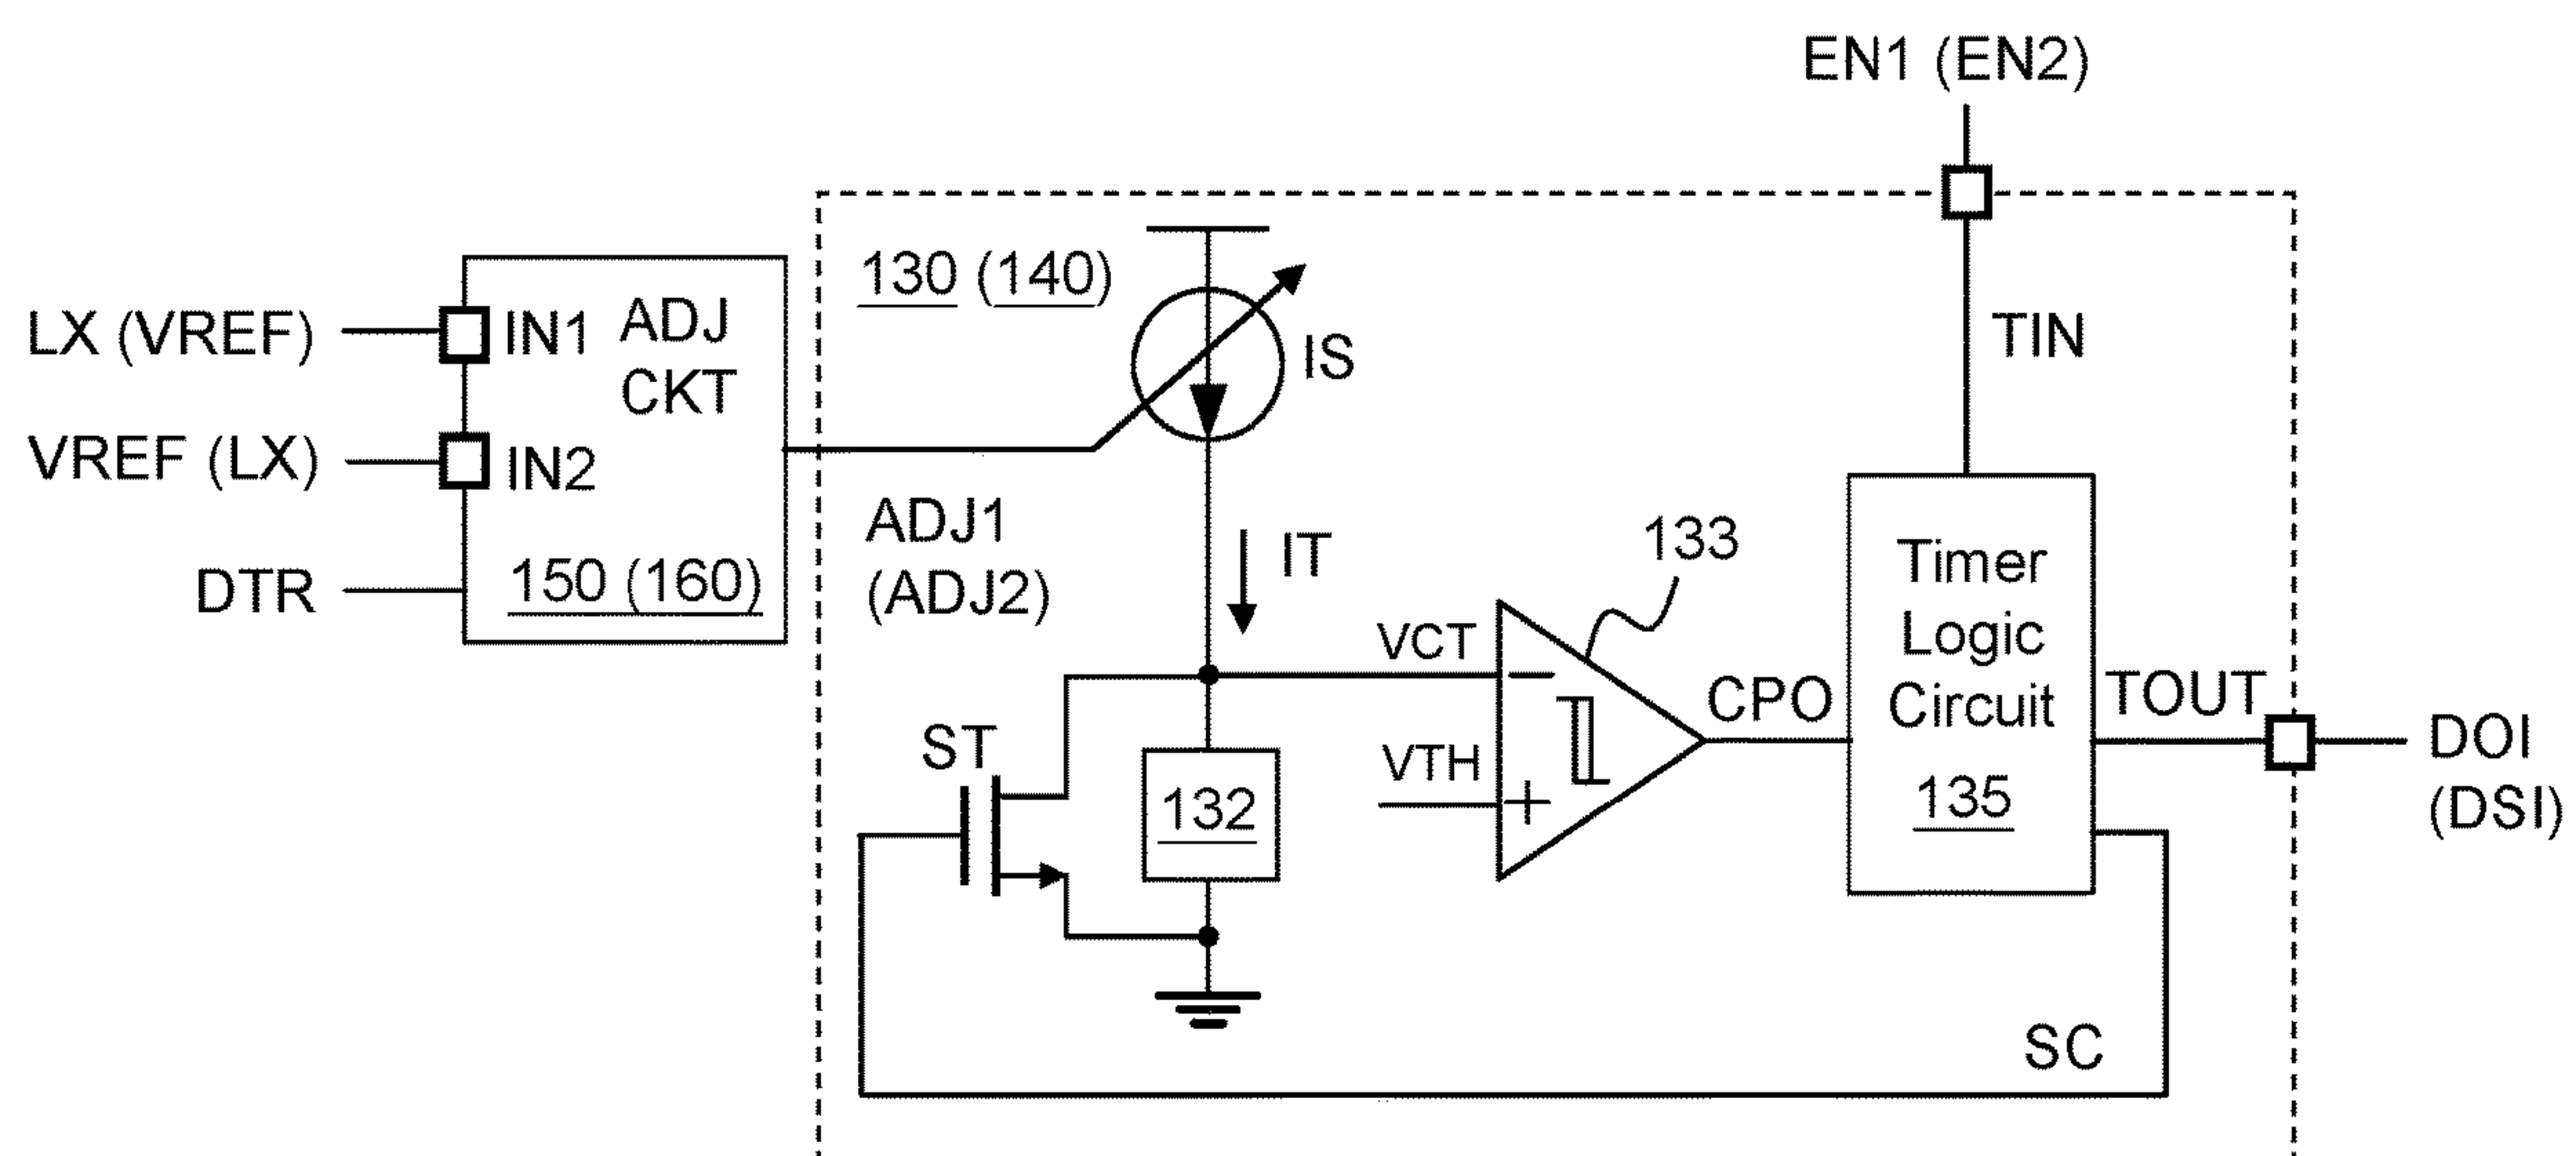 EN1 (EN2)
130 (140)
LX (VREF)
IN1
ADJ
CKT
IS
TIN
VREF (LX)
IN2
ADJ1
(ADJ2)
IT
133
DTR
150 (160)
VCT
Timer
Logic
Circuit
135
CPO
TOUT
ST
VTH
132
DOI
(DSI)
SC